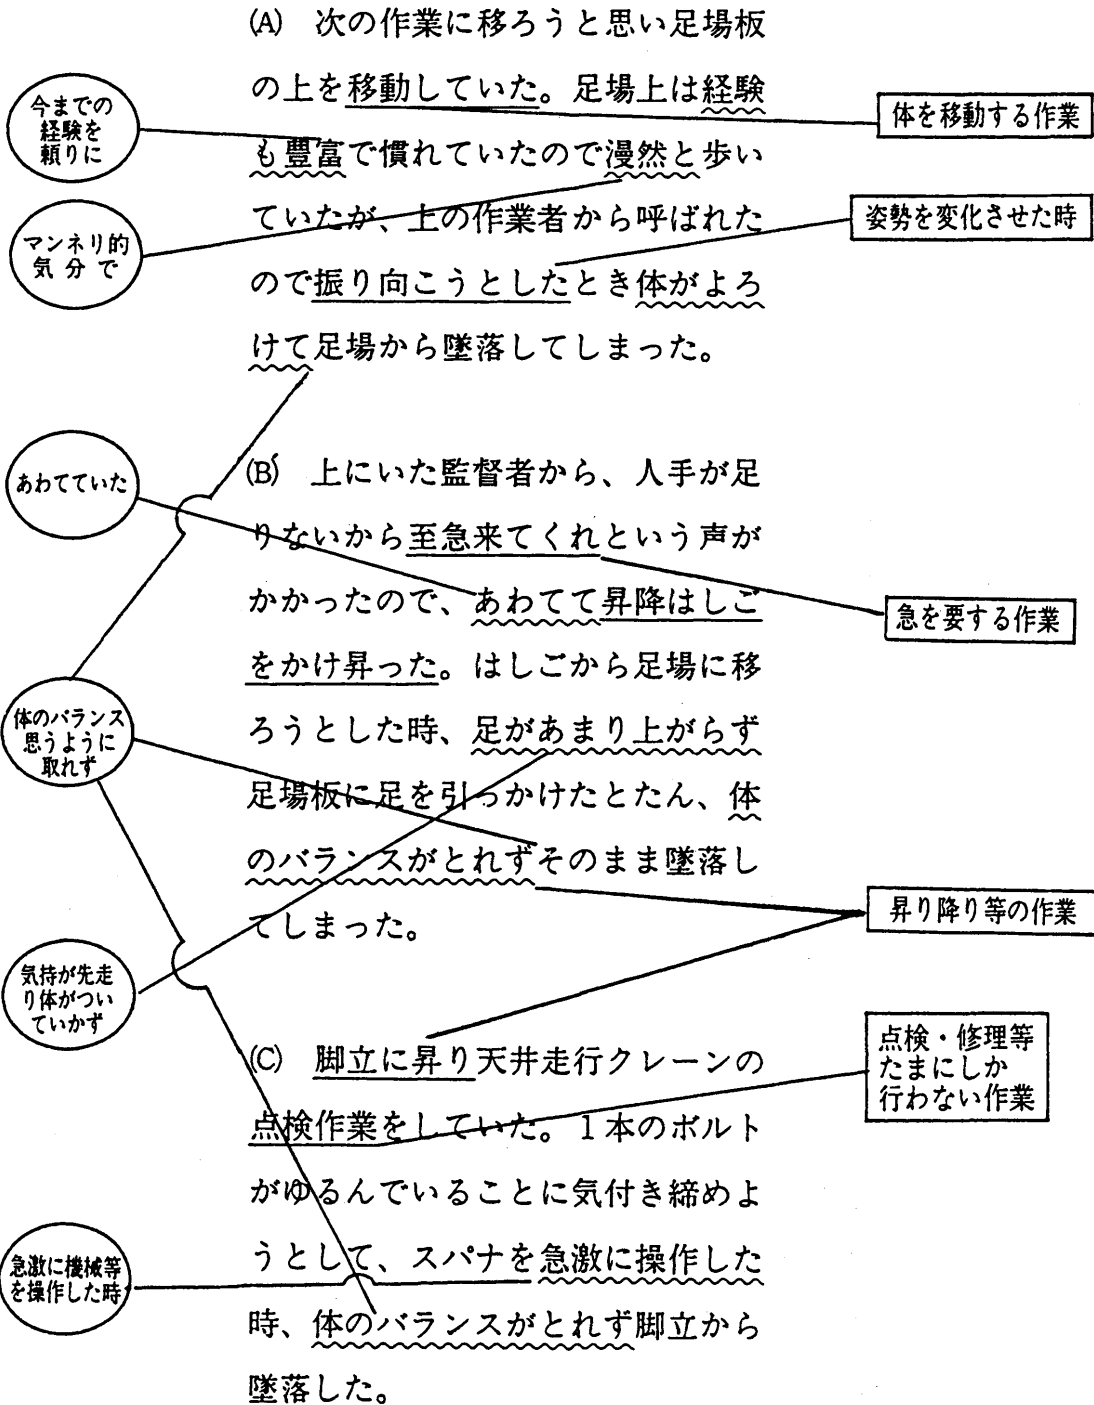 (A) 次の作業に移ろうと思い足場板
の上を移動していた。足場上は経験
も豊富で慣れていたので漫然と歩い
ていたが、上の作業者から呼ばれた
ので振り向こうとしたとき体がよろ
けて足場から墜落してしまった。
(B) 上にいた監督者から、人手が足
りないから至急来てくれという声が
かかったので、あわてて昇降はしご
をかけ昇った。はしごから足場に移
ろうとした時、足があまり上がらず
足場板に足を引っかけたとたん、体
のバランスがとれずそのまま墜落し
てしまった。
(C) 脚立に昇り天井走行クレーンの
点検作業をしていた。1本のボルト
がゆるんでいることに気付き締めよ
うとして、スパナを急激に操作した
時、体のバランスがとれず脚立から
墜落した。
今までの
経験を
頼りに
マンネリ的
気分で
あわてていた
体のバランス
思うように
取れず
気持が先走
り体がつい
ていかず
急激に機械等
を操作した時
体を移動する作業
姿勢を変化させた時
急を要する作業
昇り降り等の作業
点検・修理等
たまにしか
行わない作業